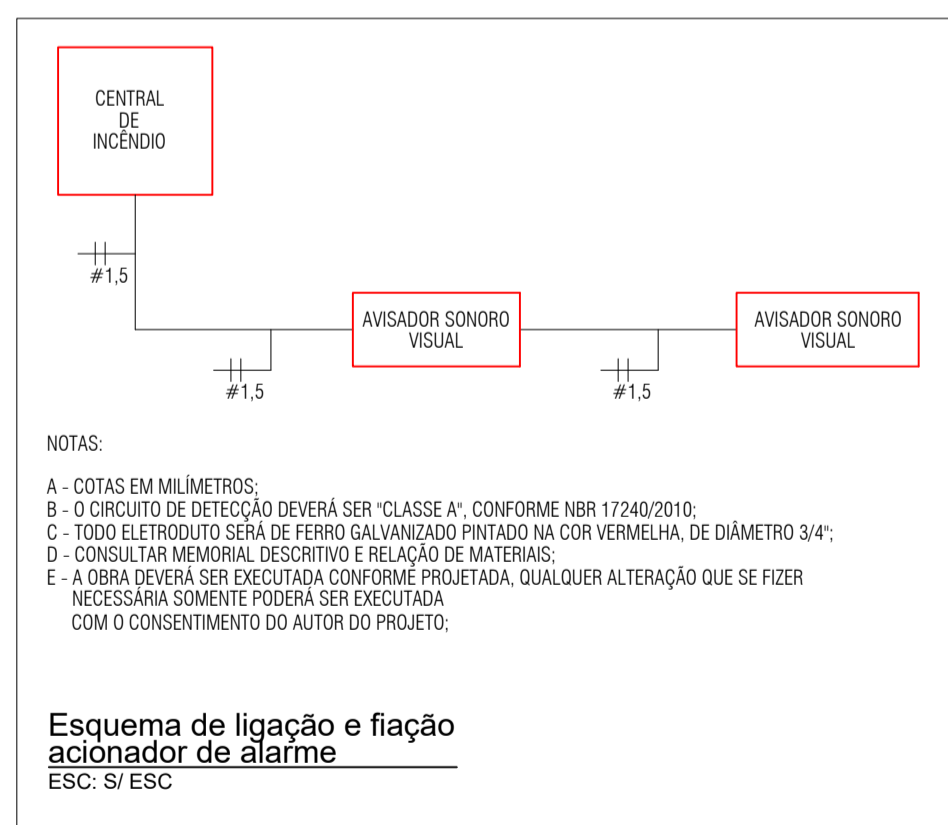 CENTRAL
DE
INCÊNDIO
#1,5
AVISADOR SONORO
VISUAL
AVISADOR SONORO
VISUAL
#1,5
#1,5
NOTAS:
A - COTAS EM MILÍMETROS;
B - O CIRCUITO DE DETECÇÃO DEVERÁ SER "CLASSE A", CONFORME NBR 17240/2010;
C - TODO ELETRODUTO SERÁ DE FERRO GALVANIZADO PINTADO NA COR VERMELHA, DE DIÂMETRO 3/4";
D - CONSULTAR MEMORIAL DESCRITIVO E RELAÇÃO DE MATERIAIS;
E - A OBRA DEVERÁ SER EXECUTADA CONFORME PROJETADA, QUALQUER ALTERAÇÃO QUE SE FIZER
NECESSÁRIA SOMENTE PODERÁ SER EXECUTADA
COM O CONSENTIMENTO DO AUTOR DO PROJETO;
Esquema de ligação e fiação
acionador de alarme
ESC: S/ ESC